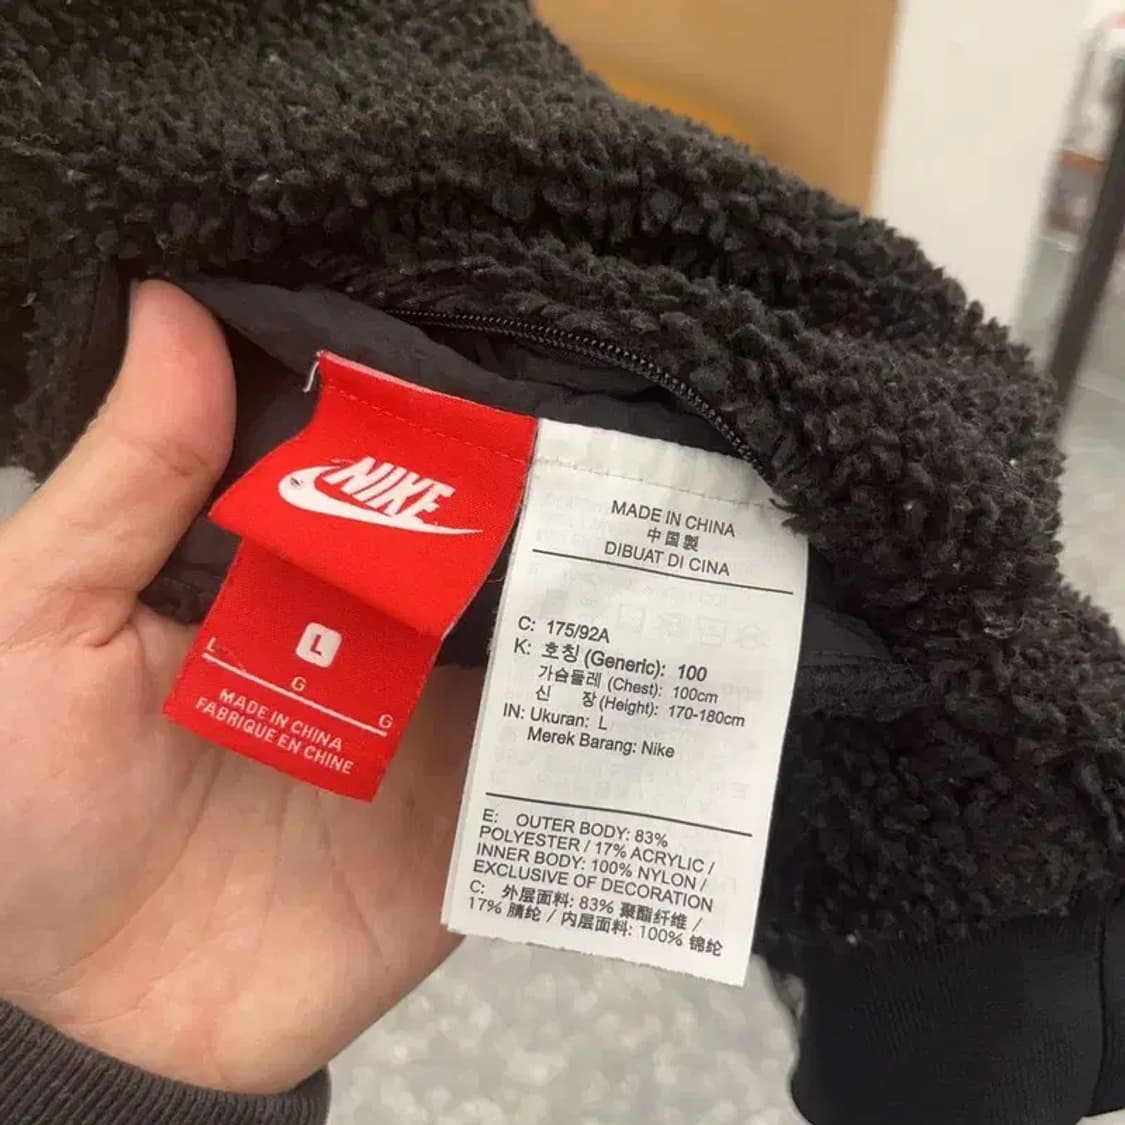 NIKE
L
L
G
G
MADE IN CHINA
FABRIQUE EN CHINE
MADE IN CHINA
中国製
DIBUAT DI CINA
C: 175/92A
K: 호칭 (Generic): 100
가슴둘레 (Chest): 100cm
신 장 (Height): 170-180cm
IN: Ukuran: L
Merek Barang: Nike
E: OUTER BODY: 83%
POLYESTER / 17% ACRYLIC /
INNER BODY: 100% NYLON /
EXCLUSIVE OF DECORATION
C: 外层面料: 83% 聚酯纤维 /
17% 腈纶 / 内层面料: 100% 锦纶